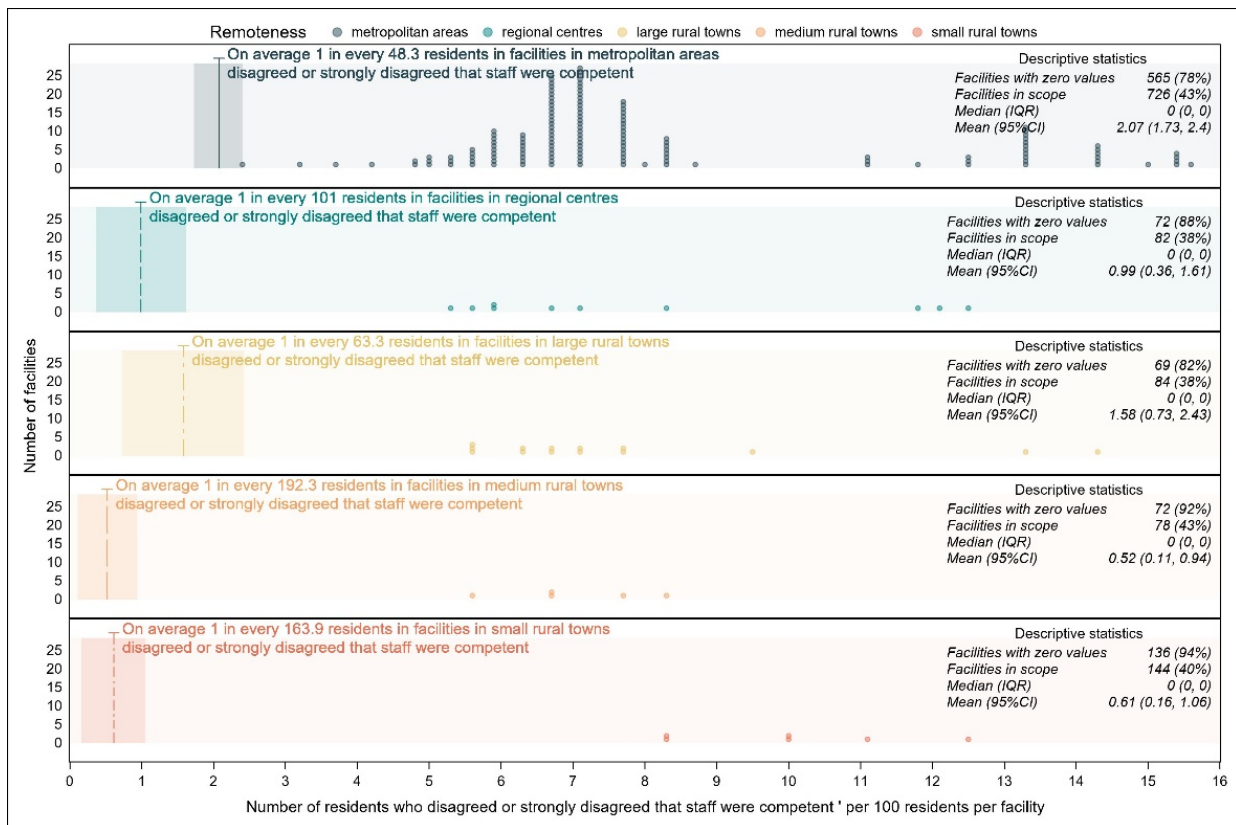 Remoteness metropolitan areas regional centres large rural towns medium rural towns small rural towns
On average 1 in every 48.3 residents in facilities in metropolitan areas
disagreed or strongly disagreed that staff were competent
Descriptive statistics
Facilities with zero values 565 (78%)
Facilities in scope 726 (43%)
Median (IQR) 0 (0, 0)
Mean (95%CI) 2.07 (1.73, 2.4)
25
20
15
10
5
0
On average 1 in every 101 residents in facilities in regional centres
disagreed or strongly disagreed that staff were competent
Descriptive statistics
Facilities with zero values 72 (88%)
Facilities in scope 82 (38%)
Median (IQR) 0 (0, 0)
Mean (95%CI) 0.99 (0.36, 1.61)
25
20
15
10
5
0
Number of facilities
On average 1 in every 63.3 residents in facilities in large rural towns
disagreed or strongly disagreed that staff were competent
Descriptive statistics
Facilities with zero values 69 (82%)
Facilities in scope 84 (38%)
Median (IQR) 0 (0, 0)
Mean (95%CI) 1.58 (0.73, 2.43)
25
20
15
10
5
0
On average 1 in every 192.3 residents in facilities in medium rural towns
disagreed or strongly disagreed that staff were competent
Descriptive statistics
Facilities with zero values 72 (92%)
Facilities in scope 78 (43%)
Median (IQR) 0 (0, 0)
Mean (95%CI) 0.52 (0.11, 0.94)
25
20
15
10
5
0
On average 1 in every 163.9 residents in facilities in small rural towns
disagreed or strongly disagreed that staff were competent
Descriptive statistics
Facilities with zero values 136 (94%)
Facilities in scope 144 (40%)
Median (IQR) 0 (0, 0)
Mean (95%CI) 0.61 (0.16, 1.06)
25
20
15
10
5
0
0 1 2 3 4 5 6 7 8 9 10 11 12 13 14 15 16
Number of residents who disagreed or strongly disagreed that staff were competent ' per 100 residents per facility